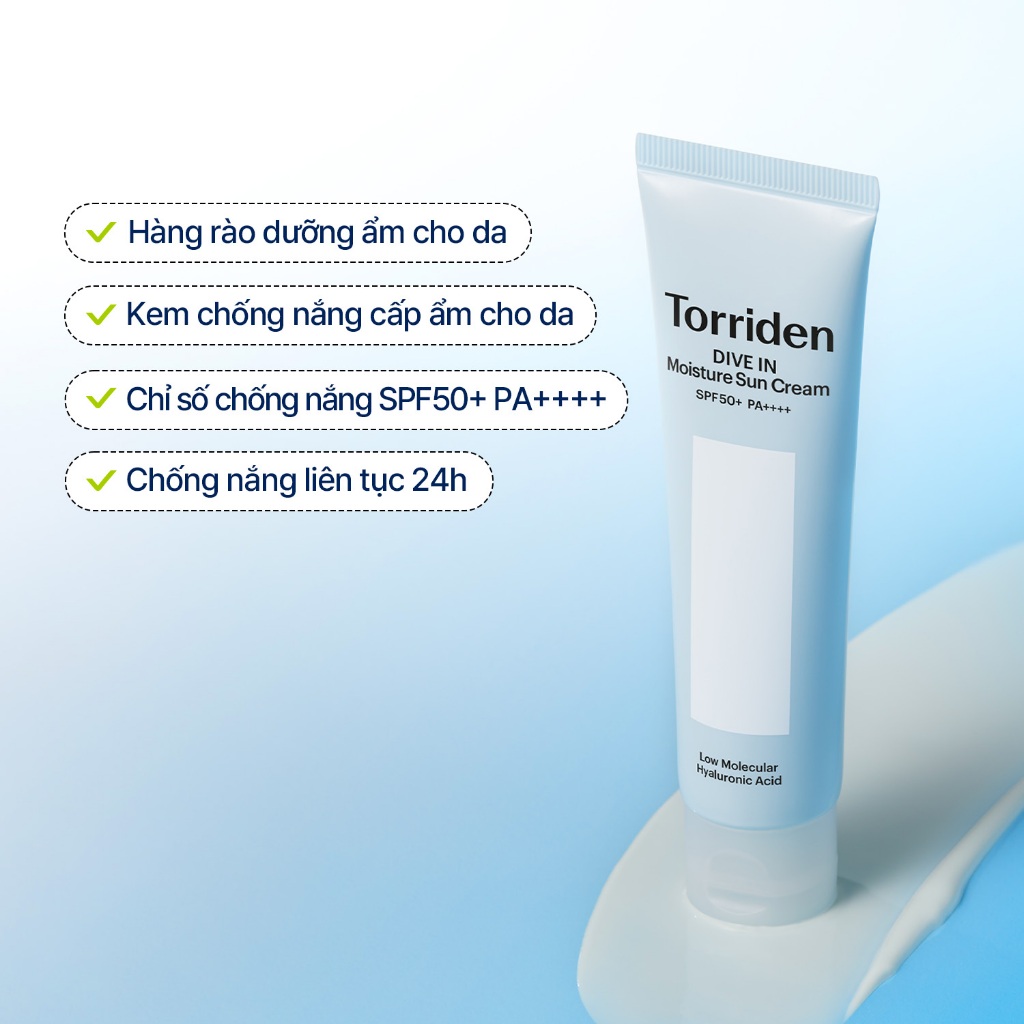 Hàng rào dưỡng ẩm cho da
Kem chống nắng cấp ẩm cho da
Chỉ số chống nắng SPF50+ PA++++
Chống nắng liên tục 24h
Torriden
DIVE IN
Moisture Sun Cream
SPF50+ PA++++
Low Molecular
Hyaluronic Acid